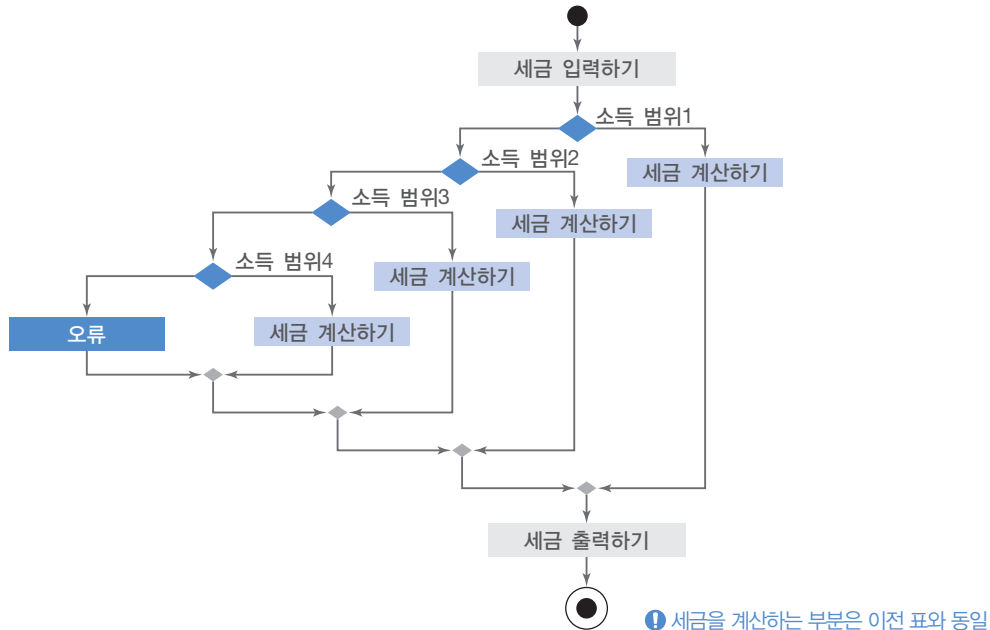 세금 입력하기
소득 범위1
소득 범위2
세금 계산하기
소득 범위3
세금 계산하기
소득 범위4
세금 계산하기
오류
세금 계산하기
세금 출력하기
세금을 계산하는 부분은 이전 표와 동일